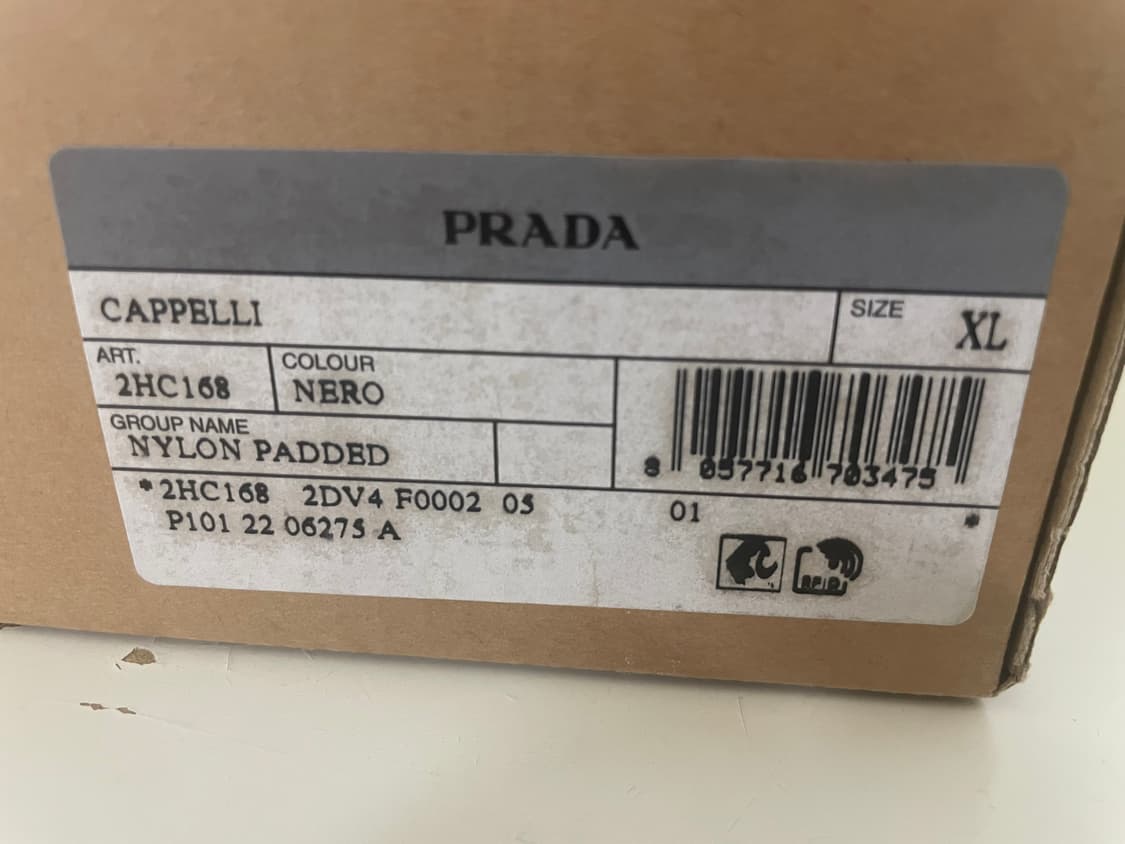 PRADA
CAPPELLI
SIZE XL
ART.
2HC168
COLOUR
NERO
GROUP NAME
NYLON PADDED
8 057716 703475
*2HC168 2DV4 F0002 05 01 *
P101 22 06275 A
RFID